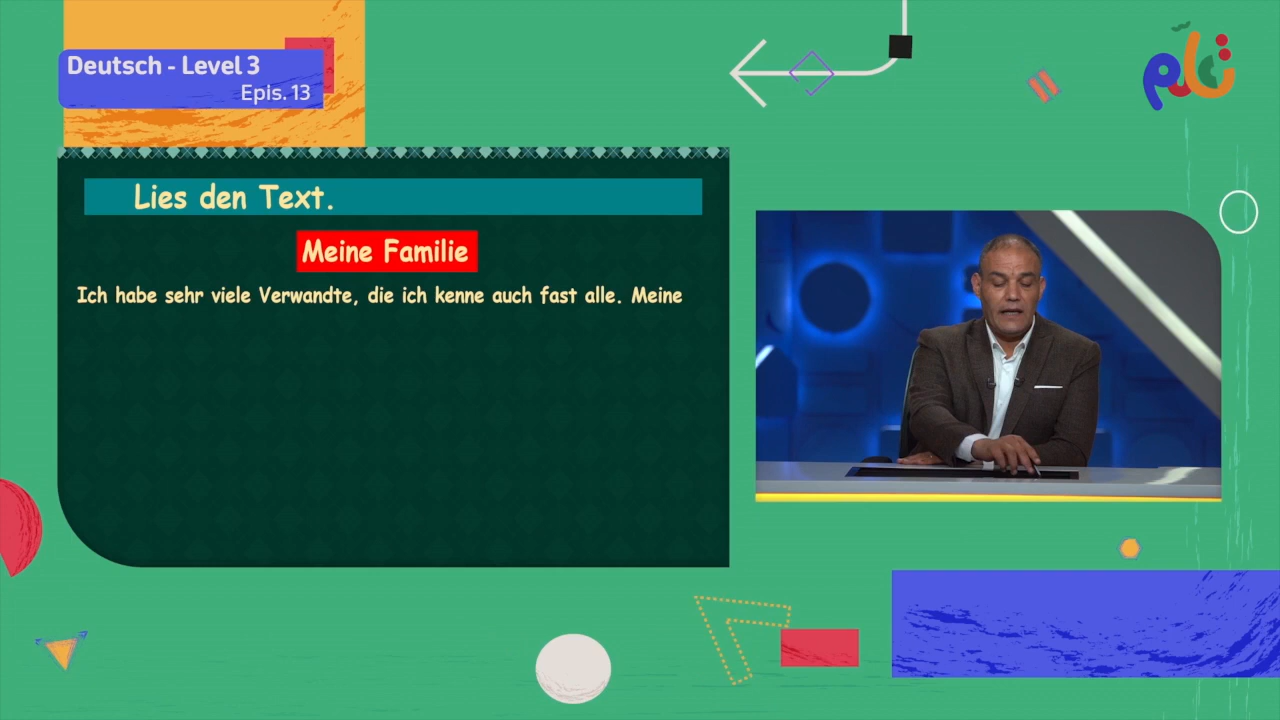 Deutsch - Level 3
Epis. 13
نتعلم
Lies den Text.
Meine Familie
Ich habe sehr viele Verwandte, die ich kenne auch fast alle. Meine